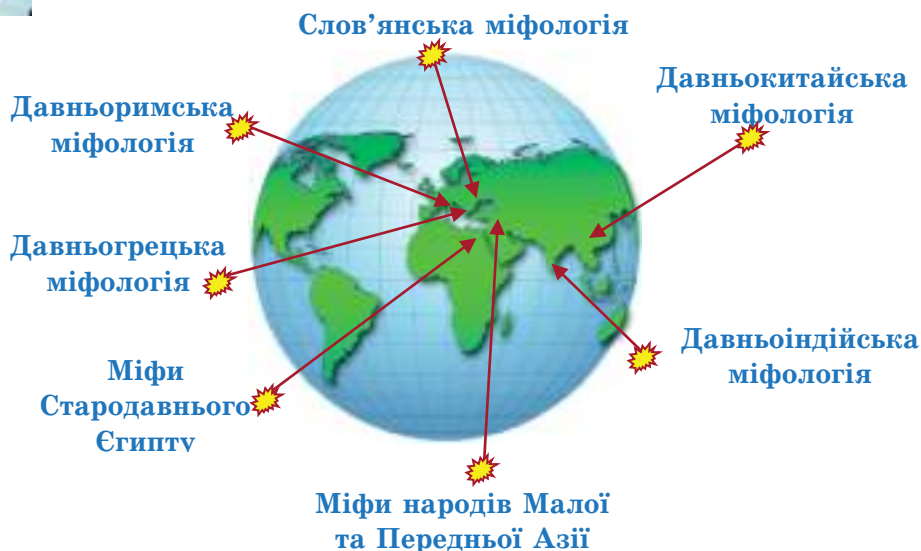 Слов’янська міфологія
Давньокитайська
міфологія
Давньоримська
міфологія
Давньогрецька
міфологія
Давньоіндійська
міфологія
Міфи
Стародавнього
Єгипту
Міфи народів Малої
та Передньої Азії